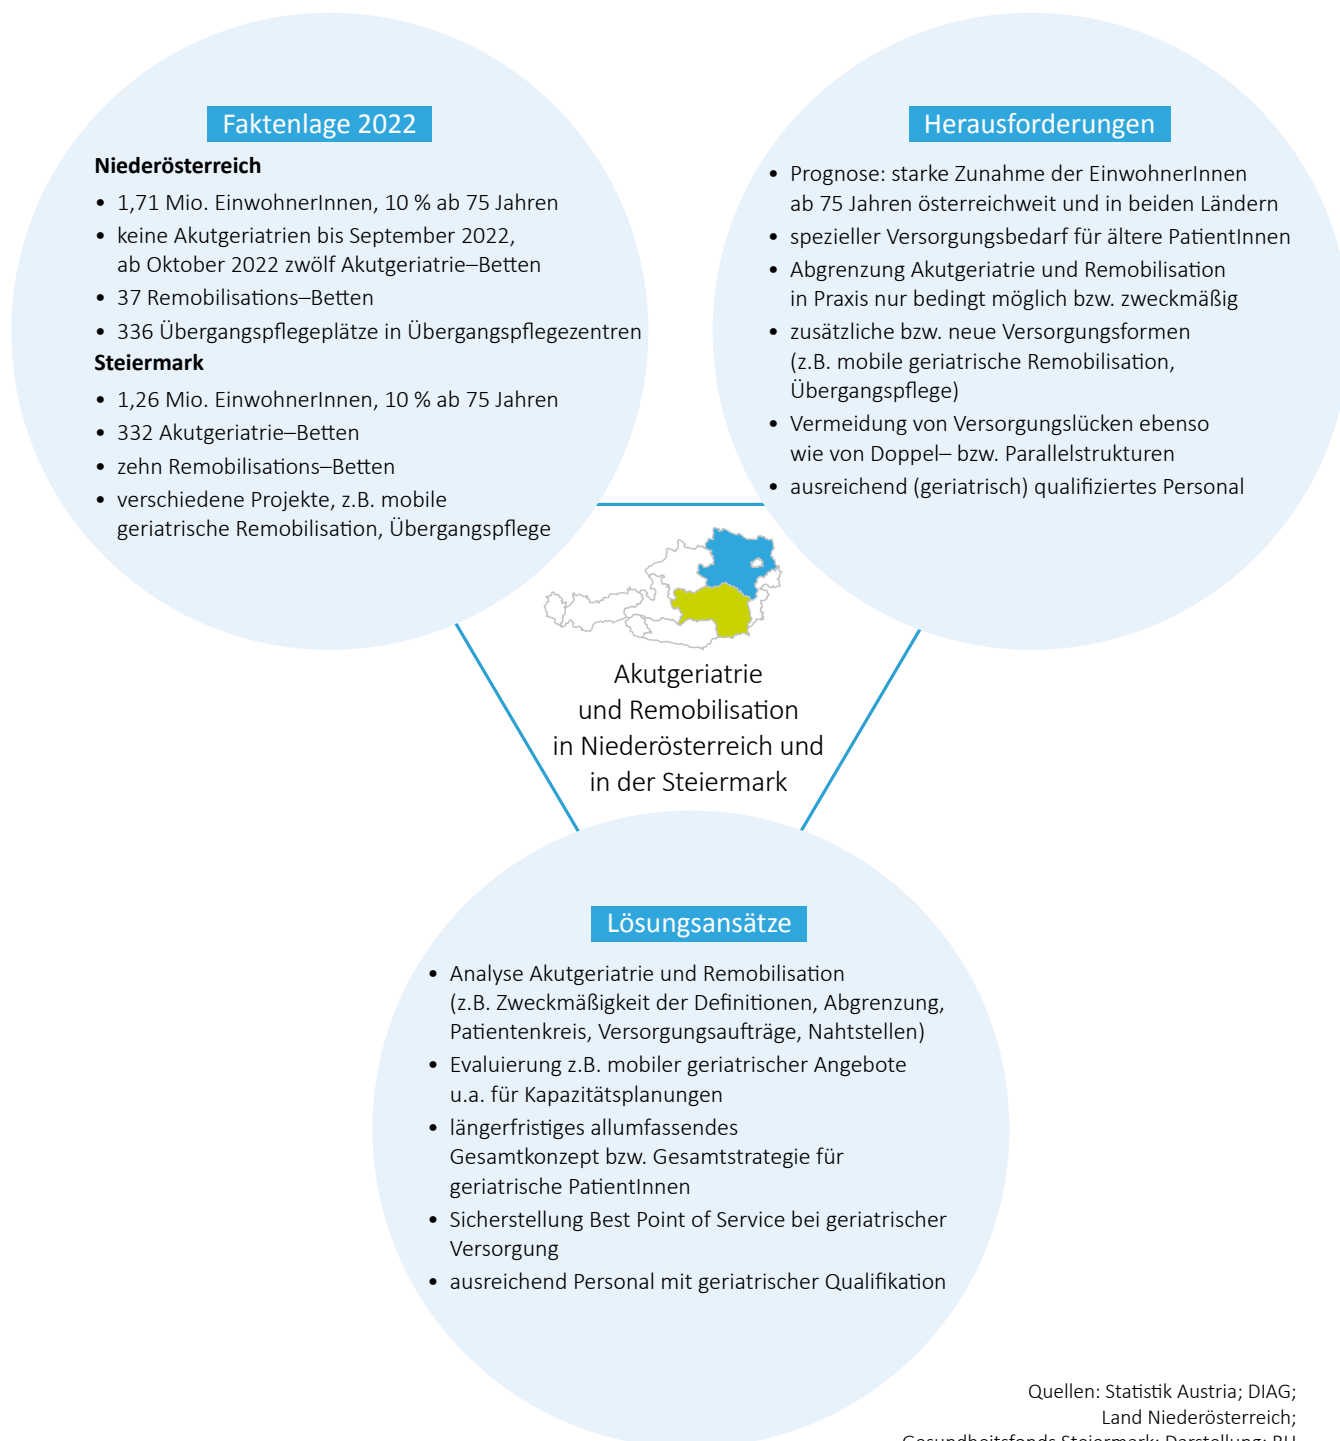 Faktenlage 2022
Niederösterreich
• 1,71 Mio. EinwohnerInnen, 10 % ab 75 Jahren
• keine Akutgeriatrien bis September 2022,
ab Oktober 2022 zwölf Akutgeriatrie–Betten
• 37 Remobilisations–Betten
• 336 Übergangspflegeplätze in Übergangspflegezentren
Steiermark
• 1,26 Mio. EinwohnerInnen, 10 % ab 75 Jahren
• 332 Akutgeriatrie–Betten
• zehn Remobilisations–Betten
• verschiedene Projekte, z.B. mobile
geriatrische Remobilisation, Übergangspflege
Herausforderungen
• Prognose: starke Zunahme der EinwohnerInnen
ab 75 Jahren österreichweit und in beiden Ländern
• spezieller Versorgungsbedarf für ältere PatientInnen
• Abgrenzung Akutgeriatrie und Remobilisation
in Praxis nur bedingt möglich bzw. zweckmäßig
• zusätzliche bzw. neue Versorgungsformen
(z.B. mobile geriatrische Remobilisation,
Übergangspflege)
• Vermeidung von Versorgungslücken ebenso
wie von Doppel– bzw. Parallelstrukturen
• ausreichend (geriatrisch) qualifiziertes Personal
Akutgeriatrie
und Remobilisation
in Niederösterreich und
in der Steiermark
Lösungsansätze
• Analyse Akutgeriatrie und Remobilisation
(z.B. Zweckmäßigkeit der Definitionen, Abgrenzung,
Patientenkreis, Versorgungsaufträge, Nahtstellen)
• Evaluierung z.B. mobiler geriatrischer Angebote
u.a. für Kapazitätsplanungen
• längerfristiges allumfassendes
Gesamtkonzept bzw. Gesamtstrategie für
geriatrische PatientInnen
• Sicherstellung Best Point of Service bei geriatrischer
Versorgung
• ausreichend Personal mit geriatrischer Qualifikation
Quellen: Statistik Austria; DIAG;
Land Niederösterreich;
Gesundheitsfonds Steiermark; Darstellung: RH